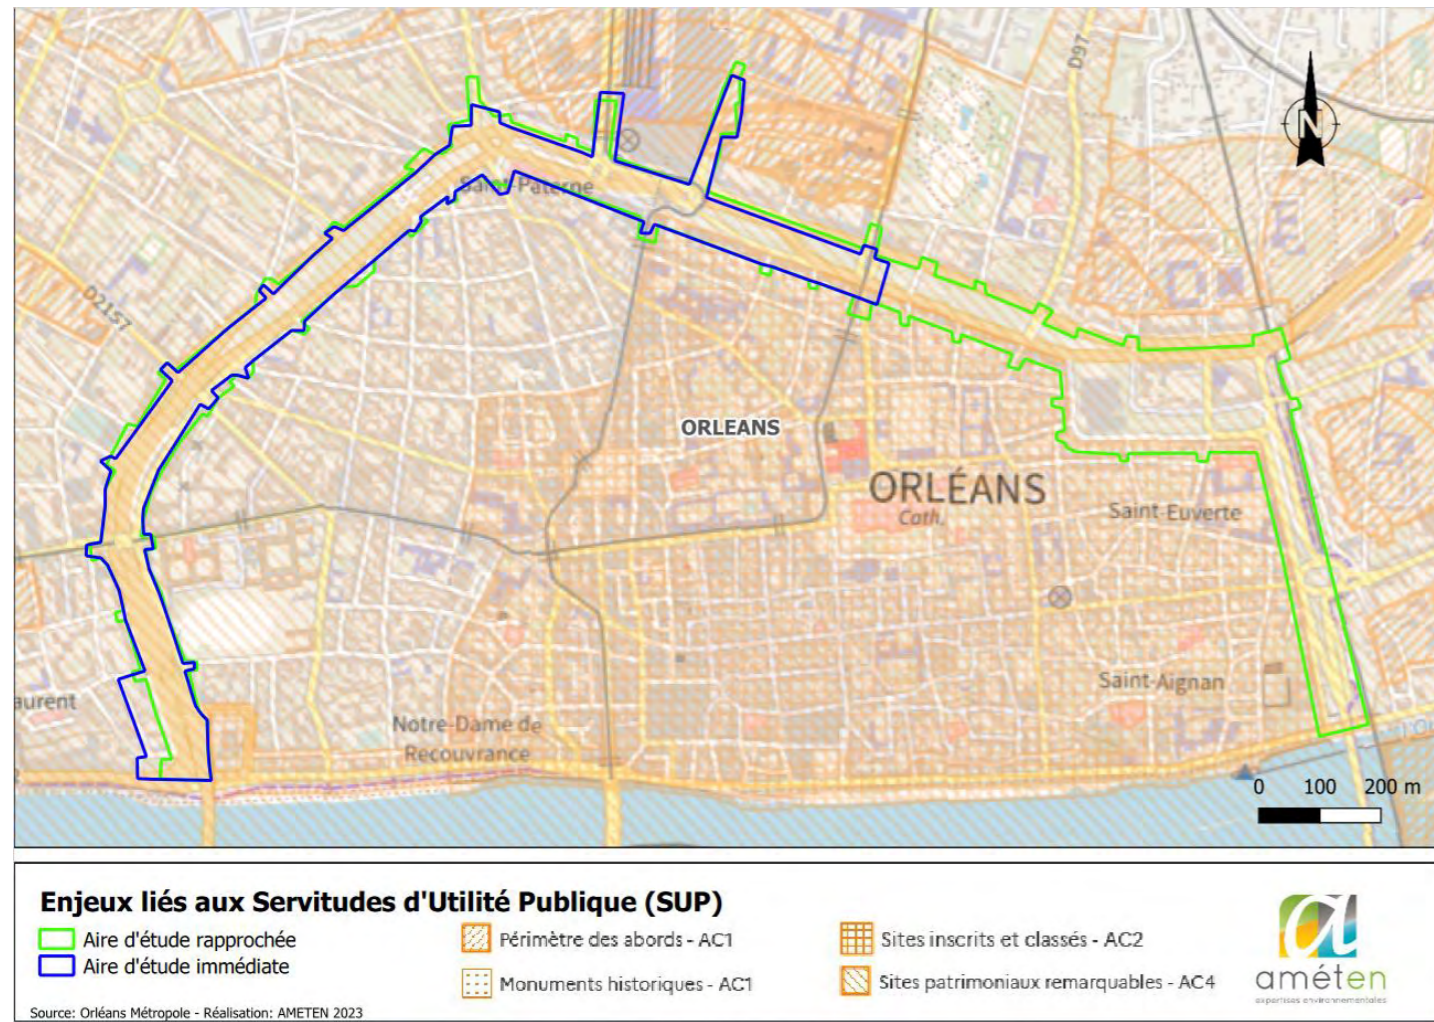 D97
N
Saint-Paterne
D2157
ORLEANS
ORLÉANS
Cath.
Saint-Euverte
Saint-Aignan
aurent
Notre-Dame de
Recouvrance
0 100 200 m
Enjeux liés aux Servitudes d'Utilité Publique (SUP)
Aire d'étude rapprochée
Aire d'étude immédiate
Périmètre des abords - AC1
Monuments historiques - AC1
Sites inscrits et classés - AC2
Sites patrimoniaux remarquables - AC4
a
améten
expertises environnementales
Source: Orléans Métropole - Réalisation: AMETEN 2023